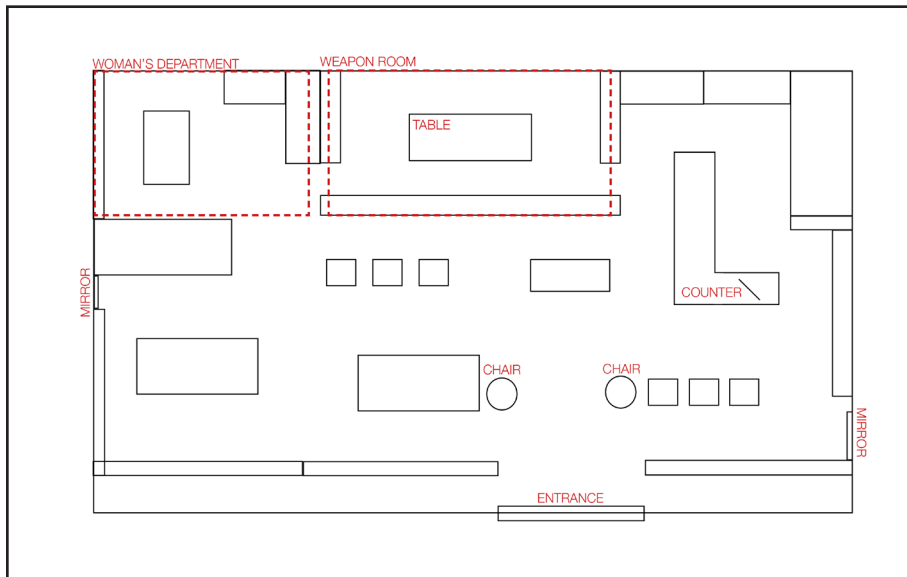 WOMAN'S DEPARTMENT
WEAPON ROOM
TABLE
MIRROR
COUNTER
CHAIR
CHAIR
MIRROR
ENTRANCE